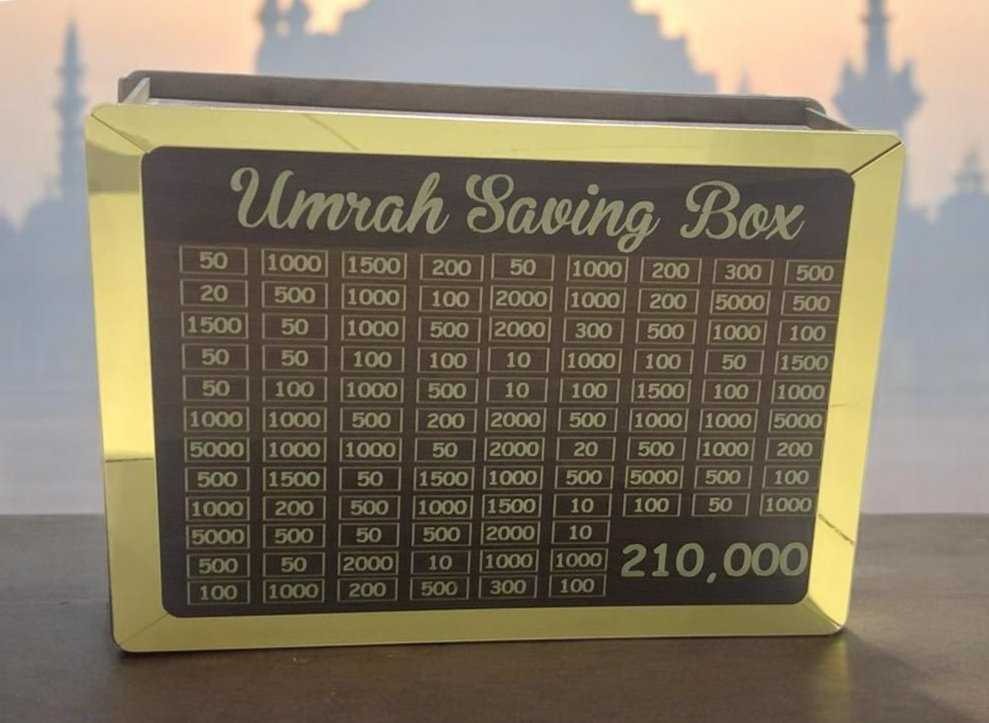 Umrah Saving Box
50 1000 1500 200 50 1000 200 300 500
20 500 1000 100 2000 1000 200 5000 500
1500 50 1000 500 2000 300 500 1000 100
50 50 100 100 10 1000 100 50 1500
50 100 1000 500 10 100 1500 100 1000
1000 1000 500 200 2000 500 1000 1000 5000
5000 1000 1000 50 2000 20 500 1000 200
500 1500 50 1500 1000 500 5000 500 100
1000 200 500 1000 1500 10 100 50 1000
5000 500 50 500 2000 10
500 50 2000 10 1000 1000
100 1000 200 500 300 100
210,000